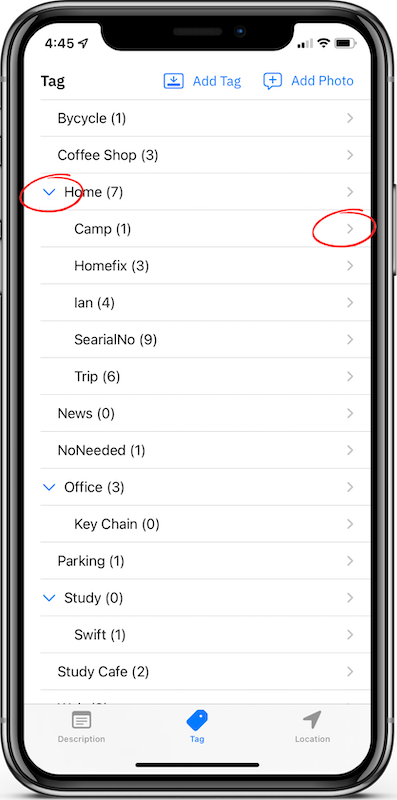 4:45
Tag Add Tag Add Photo
Bycycle (1)
Coffee Shop (3)
Home (7)
Camp (1)
Homefix (3)
Ian (4)
SearialNo (9)
Trip (6)
News (0)
NoNeeded (1)
Office (3)
Key Chain (0)
Parking (1)
Study (0)
Swift (1)
Study Cafe (2)
Description Tag Location